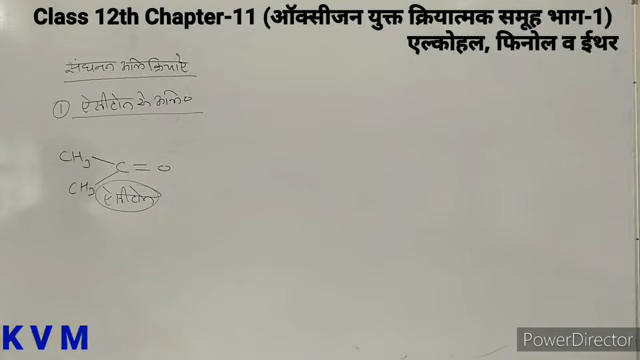 Class 12th Chapter-11 (ऑक्सीजन युक्त क्रियात्मक समूह भाग-1)
एल्कोहल, फिनोल व ईथर
संघनन अभिक्रियाऐं
① ऐसीटोन से अभि०
CH₃
C = O
CH₃
ऐसीटोन
K V M
PowerDirector